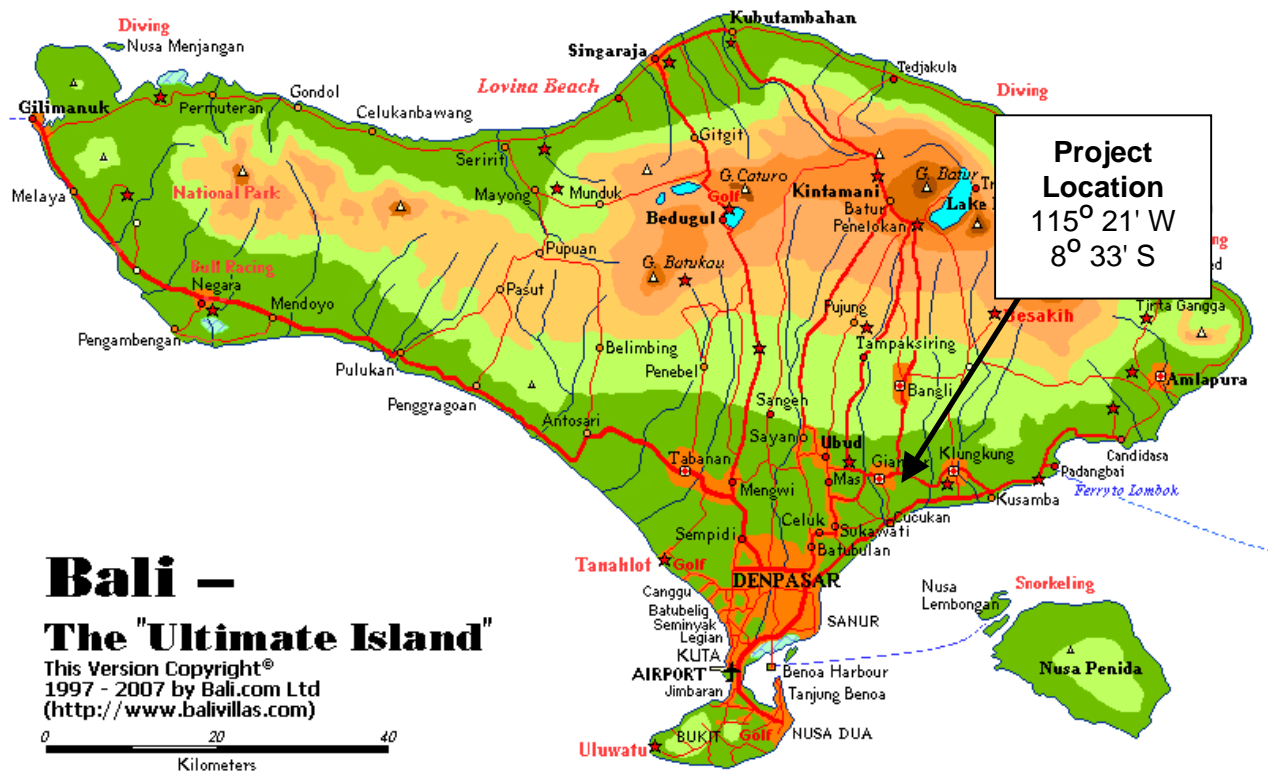 Kubutambahan
Diving
Nusa Menjangan
Singaraja
Tedjakula
Lovina Beach
Diving
Gondol
Permuteran
Gilimanuk
Celukanbawang
Gitgit
Seririt
Project
Location
115° 21' W
8° 33' S
G. Caturo
G. Batur
National Park
Melaya
Mayong
Munduk
Golf
Kintamani
Batur
Lake
Bedugul
Penelokan
Pupuan
G. Batukau
Bull Racing
Negara
Mendoyo
Pasut
Pujung
Besakih
Tirta Gangga
Pengambengan
Belimbing
Tampaksiring
Pulukan
Penebel
Bangli
Amlapura
Penggragoan
Antosari
Sangeh
Sayan
Ubud
Candidasa
Tabanan
Klungkung
Padangbai
Mengwi
Mas
Ferry to Lombok
Kusamba
Celuk
Sukawati
Cucukan
Sempidi
Batubulan
Tanahlot
Golf
DENPASAR
Bali –
The "Ultimate Island"
This Version Copyright©
1997 - 2007 by Bali.com Ltd
(http://www.balivillas.com)
Canggu
Batubelig
Seminyak
Legian
KUTA
AIRPORT
Jimbaran
SANUR
Nusa
Lembongan
Snorkeling
Benoa Harbour
Tanjung Benoa
Nusa Penida
BUKIT
Golf
NUSA DUA
Uluwatu
0 20 40
Kilometers